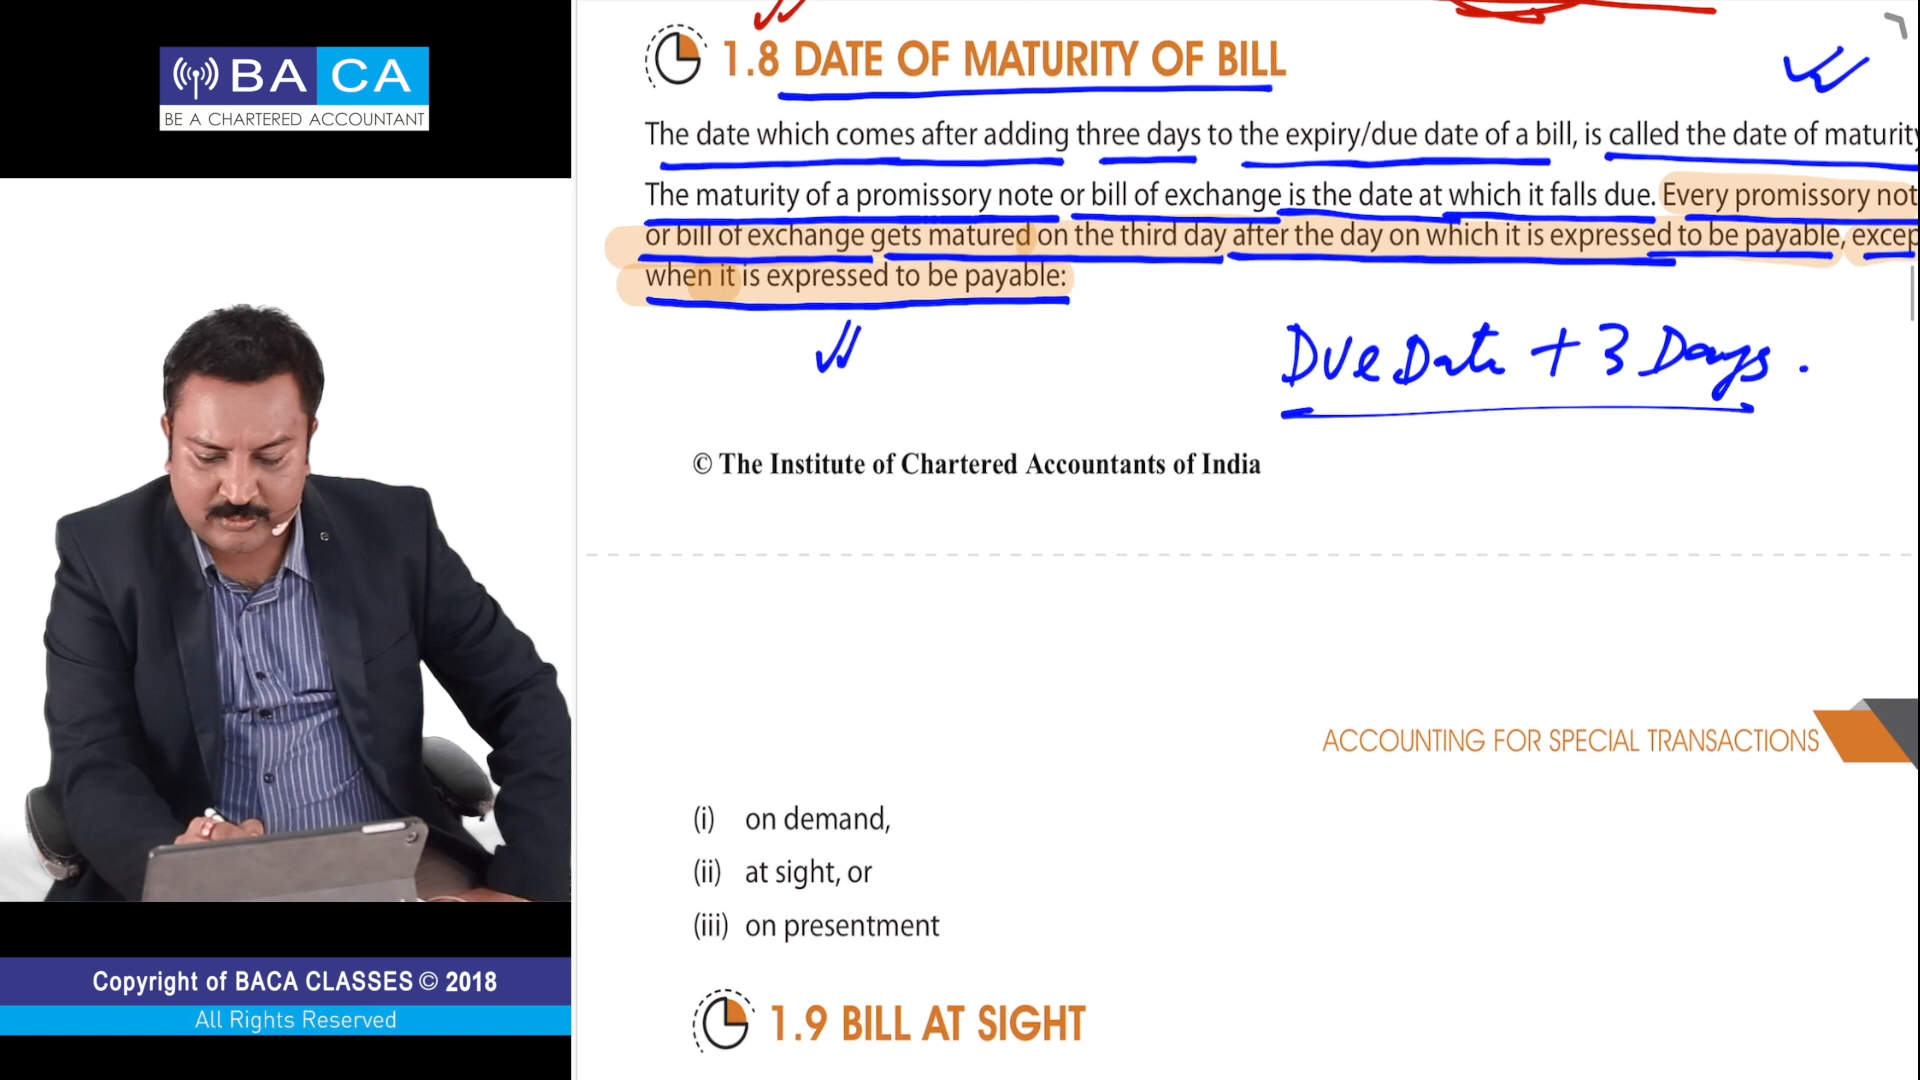 BA CA
BE A CHARTERED ACCOUNTANT
1.8 DATE OF MATURITY OF BILL
The date which comes after adding three days to the expiry/due date of a bill, is called the date of maturity
The maturity of a promissory note or bill of exchange is the date at which it falls due. Every promissory not
or bill of exchange gets matured on the third day after the day on which it is expressed to be payable, excep
when it is expressed to be payable:
Due Date + 3 Days.
© The Institute of Chartered Accountants of India
ACCOUNTING FOR SPECIAL TRANSACTIONS
(i) on demand,
(ii) at sight, or
(iii) on presentment
1.9 BILL AT SIGHT
Copyright of BACA CLASSES © 2018
All Rights Reserved